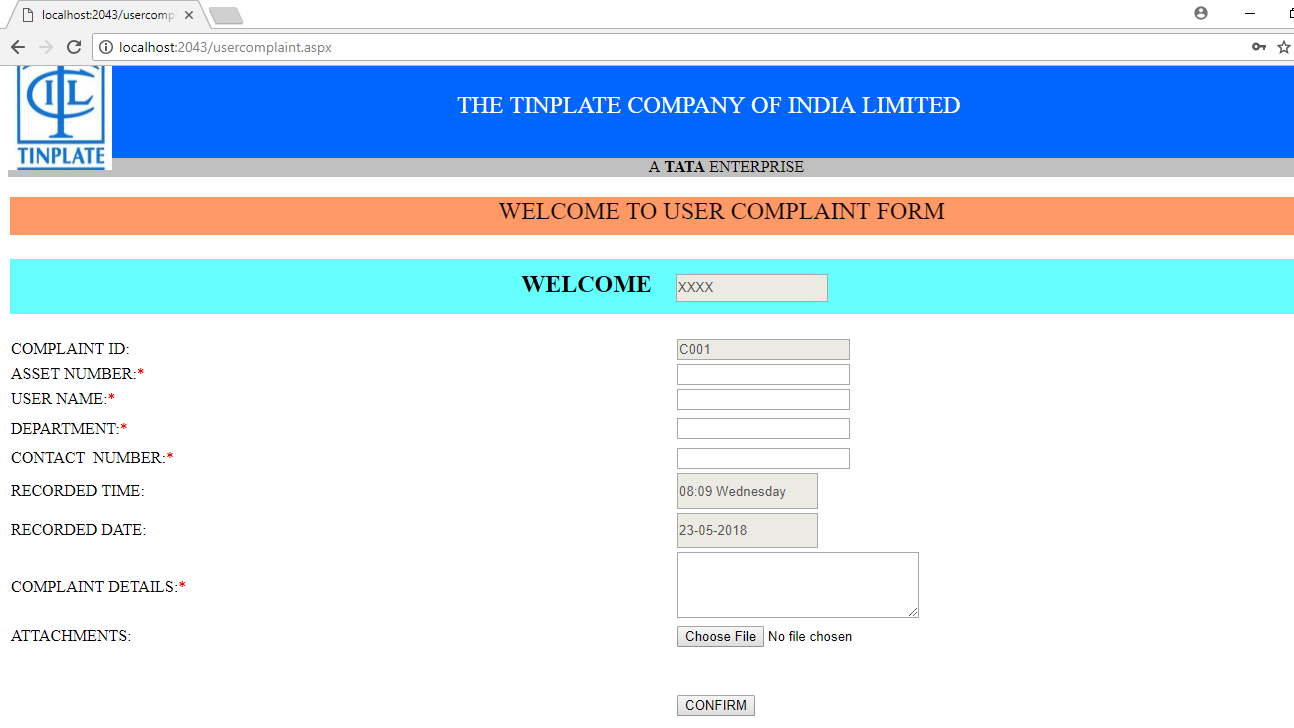 localhost:2043/usercomp
localhost:2043/usercomplaint.aspx
TINPLATE
THE TINPLATE COMPANY OF INDIA LIMITED
A TATA ENTERPRISE
WELCOME TO USER COMPLAINT FORM
WELCOME XXXX
COMPLAINT ID: C001
ASSET NUMBER:*
USER NAME:*
DEPARTMENT:*
CONTACT  NUMBER:*
RECORDED TIME: 08:09 Wednesday
RECORDED DATE: 23-05-2018
COMPLAINT DETAILS:*
ATTACHMENTS: Choose File No file chosen
CONFIRM